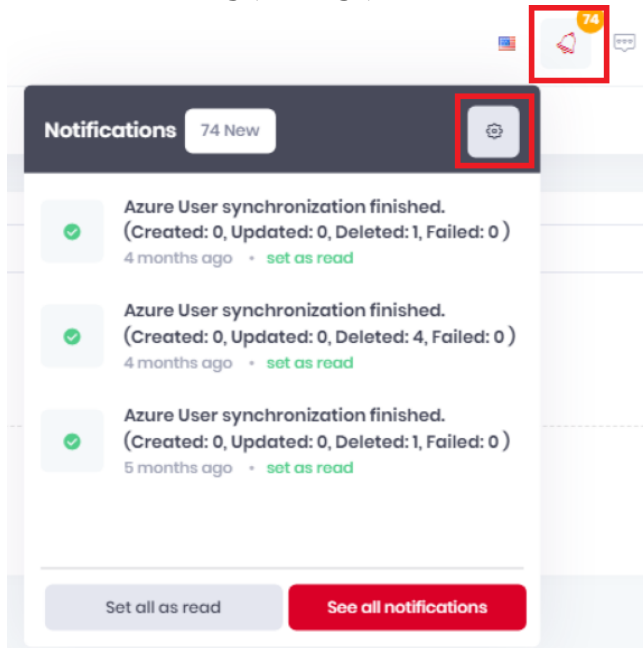 74
Notifications 74 New
Azure User synchronization finished.
(Created: 0, Updated: 0, Deleted: 1, Failed: 0 )
4 months ago • set as read
Azure User synchronization finished.
(Created: 0, Updated: 0, Deleted: 4, Failed: 0 )
4 months ago • set as read
Azure User synchronization finished.
(Created: 0, Updated: 0, Deleted: 1, Failed: 0 )
5 months ago • set as read
Set all as read
See all notifications